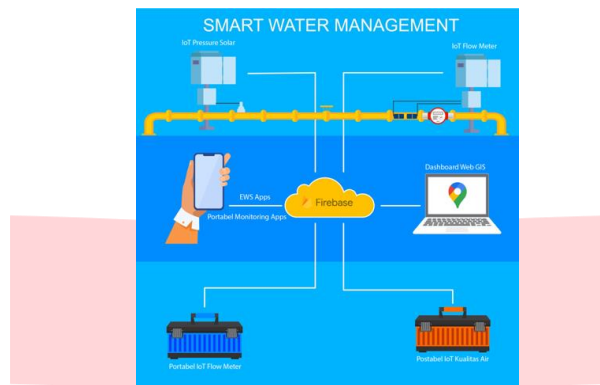 SMART WATER MANAGEMENT
IoT Pressure Solar
IoT Flow Meter
EWS Apps
Portabel Monitoring Apps
Firebase
Dashboard Web GIS
Portabel IoT Flow Meter
Postabel IoT Kualitas Air